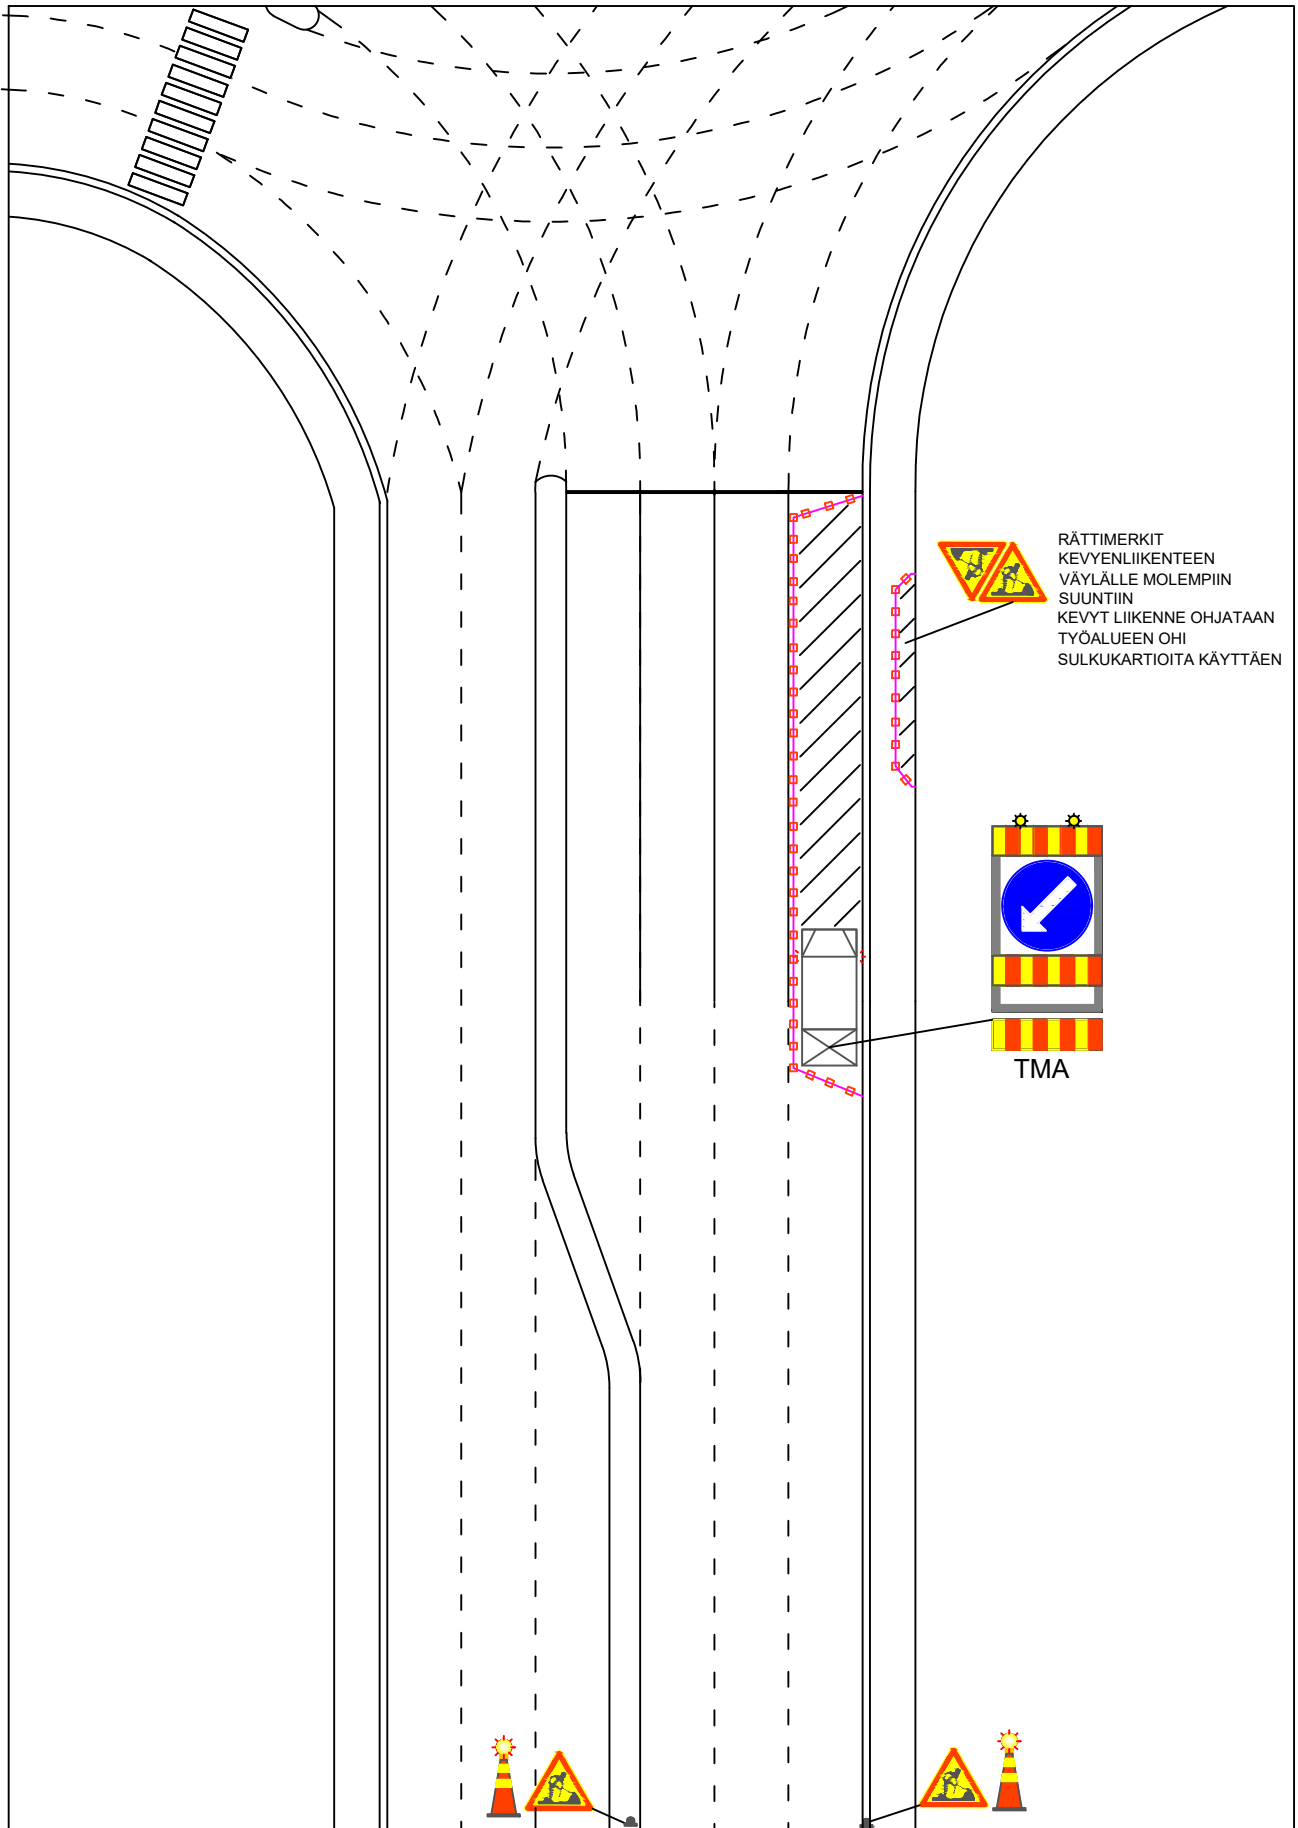 RÄTTIMERKIT
KEVYENLIIKENTEEN
VÄYLÄLLE MOLEMPIIN
SUUNTIIN
KEVYT LIIKENNE OHJATAAN
TYÖALUEEN OHI
SULKUKARTIOITA KÄYTTÄEN
TMA